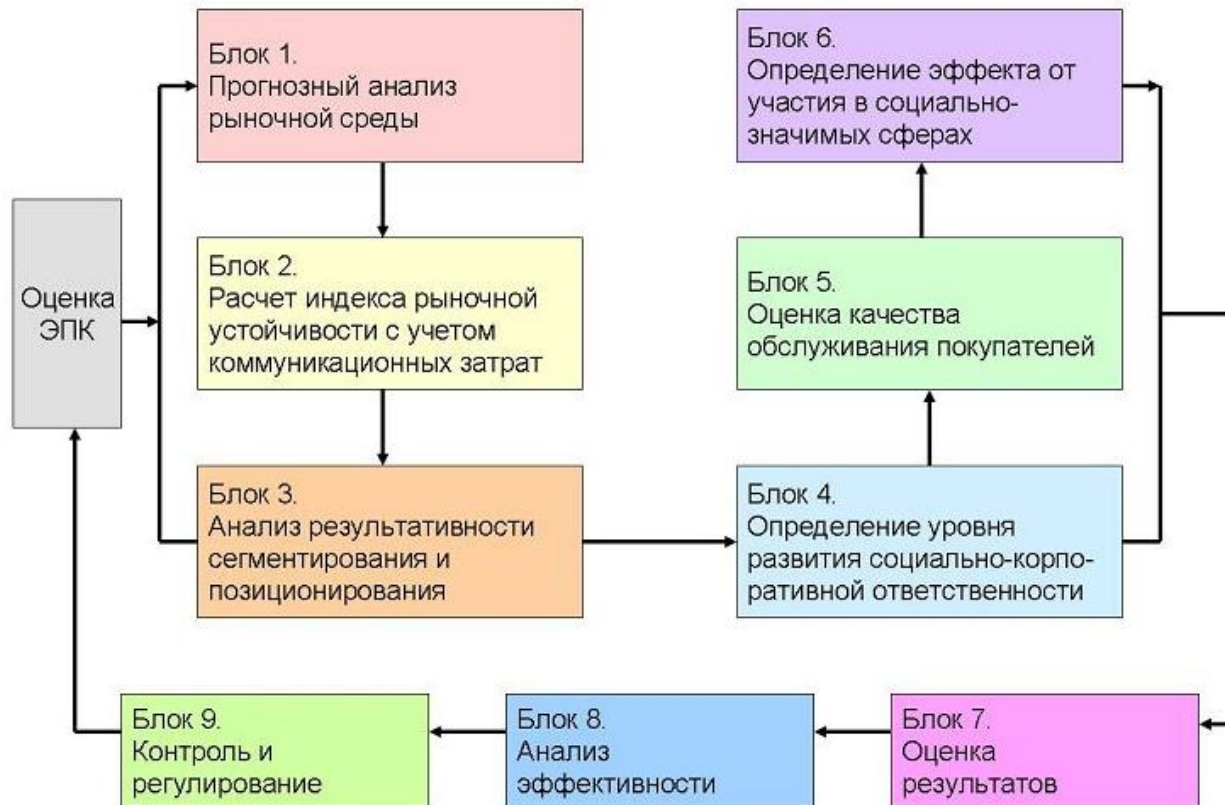 Оценка
ЭПК
Блок 1.
Прогнозный анализ
рыночной среды
Блок 2.
Расчет индекса рыночной
устойчивости с учетом
коммуникационных затрат
Блок 3.
Анализ результативности
сегментирования и
позиционирования
Блок 4.
Определение уровня
развития социально-корпо-
ративной ответственности
Блок 5.
Оценка качества
обслуживания покупателей
Блок 6.
Определение эффекта от
участия в социально-
значимых сферах
Блок 7.
Оценка
результатов
Блок 8.
Анализ
эффективности
Блок 9.
Контроль и
регулирование